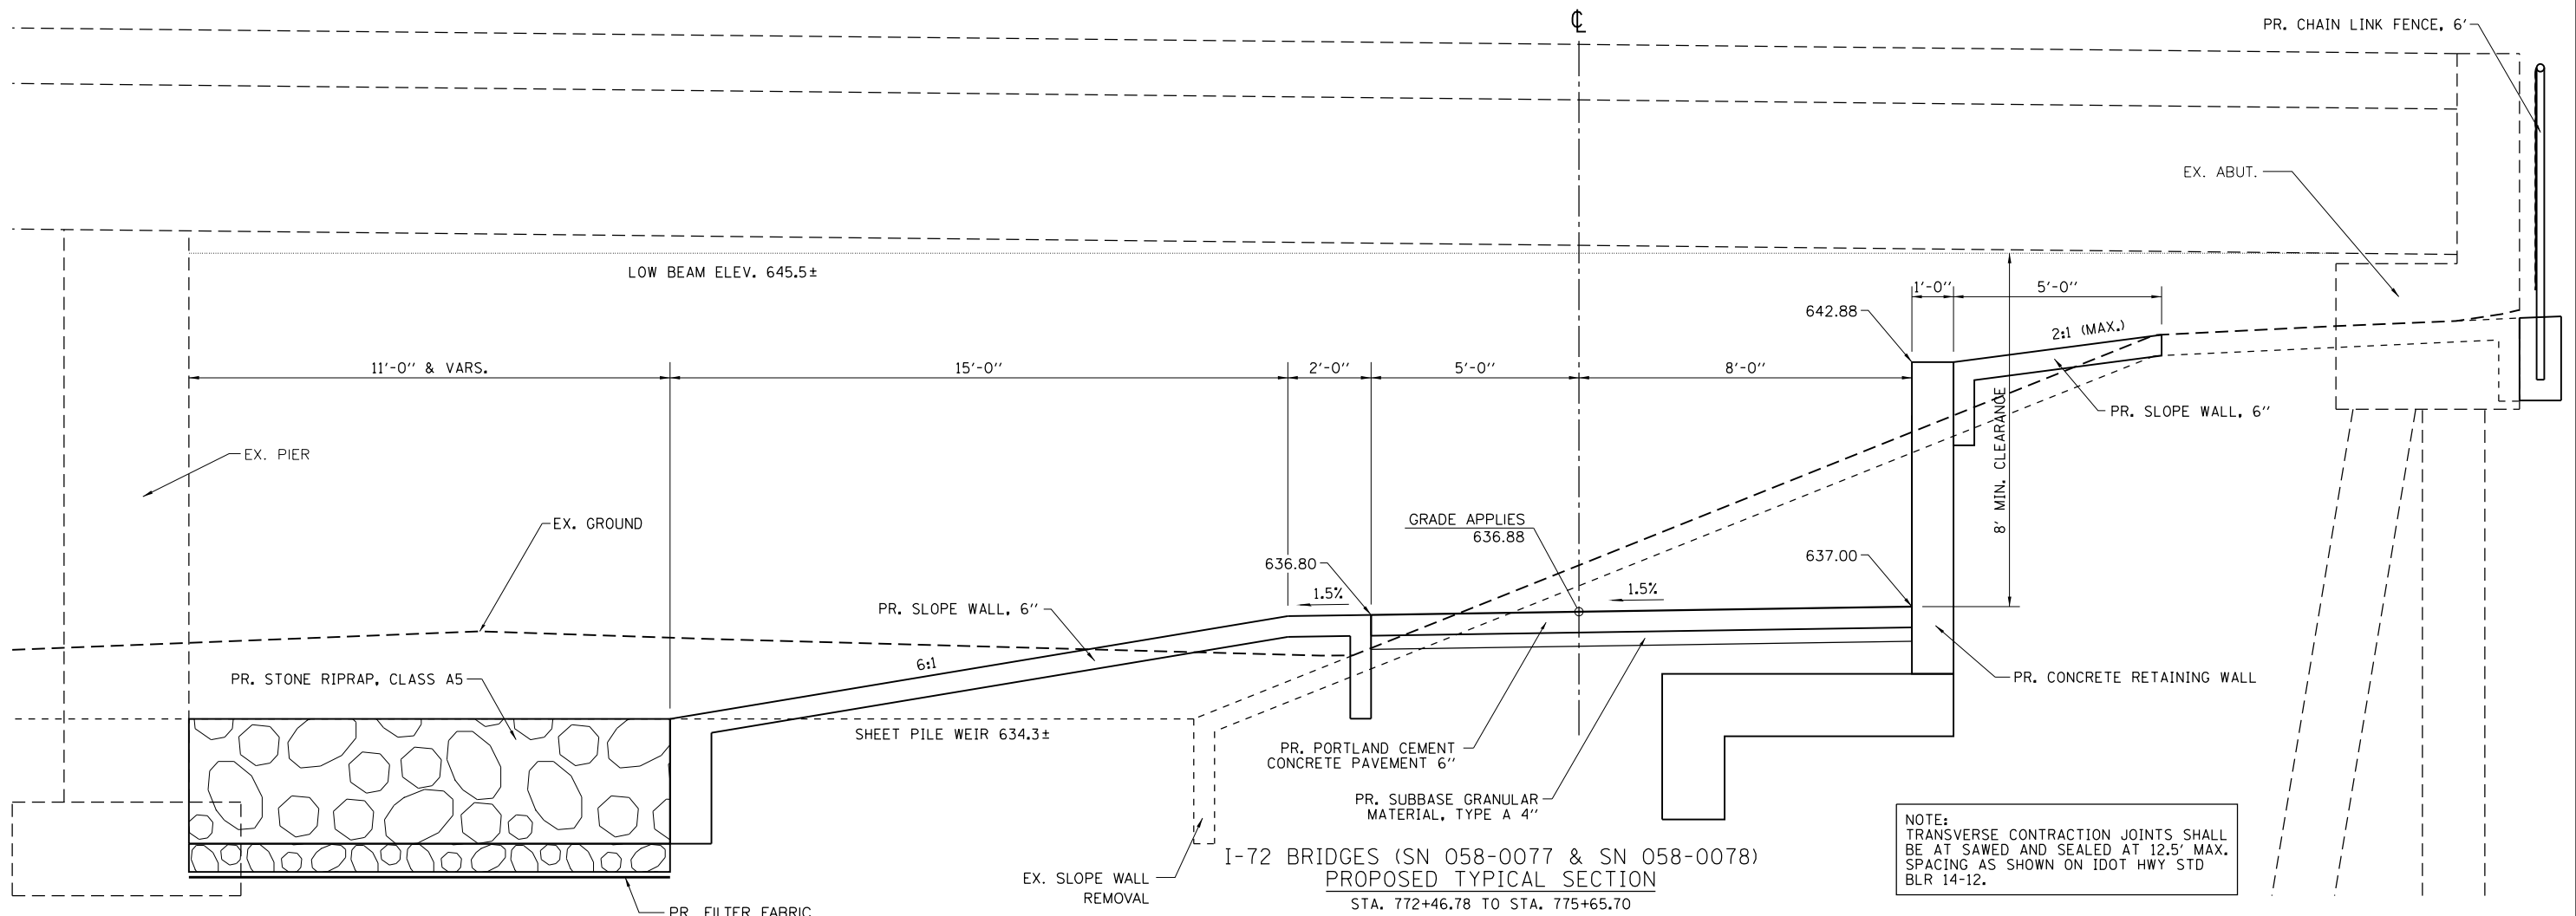 ℄
PR. CHAIN LINK FENCE, 6'
EX. ABUT.
LOW BEAM ELEV. 645.5±
1'-0"
5'-0"
642.88
2:1 (MAX.)
11'-0" & VARS.
15'-0"
2'-0"
5'-0"
8'-0"
8' MIN. CLEARANCE
PR. SLOPE WALL, 6"
EX. PIER
EX. GROUND
GRADE APPLIES
636.88
636.80
637.00
1.5%
1.5%
PR. SLOPE WALL, 6"
6:1
PR. STONE RIPRAP, CLASS A5
PR. CONCRETE RETAINING WALL
SHEET PILE WEIR 634.3±
PR. PORTLAND CEMENT
CONCRETE PAVEMENT 6"
PR. SUBBASE GRANULAR
MATERIAL, TYPE A 4"
NOTE:
TRANSVERSE CONTRACTION JOINTS SHALL
BE AT SAWED AND SEALED AT 12.5' MAX.
SPACING AS SHOWN ON IDOT HWY STD
BLR 14-12.
EX. SLOPE WALL
REMOVAL
I-72 BRIDGES (SN 058-0077 & SN 058-0078)
PROPOSED TYPICAL SECTION
STA. 772+46.78 TO STA. 775+65.70
PR. FILTER FABRIC